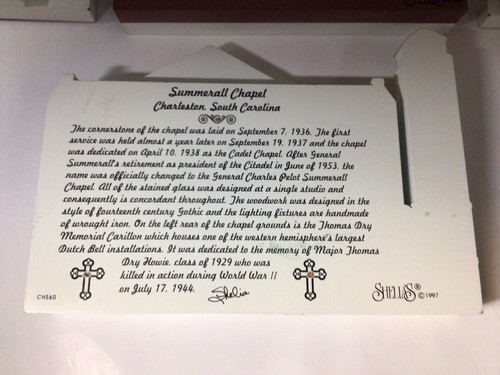 Summerall Chapel
Charleston, South Carolina
The cornerstone of the chapel was laid on September 7, 1936. The first
service was held almost a year later on September 19, 1937 and the chapel
was dedicated on April 10, 1938 as the Cadet Chapel. After General
Summerall's retirement as president of the Citadel in June of 1953, the
name was officially changed to the General Charles Pelot Summerall
Chapel. All of the stained glass was designed at a single studio and
consequently is concordant throughout. The woodwork was designed in the
style of fourteenth century Gothic and the lighting fixtures are handmade
of wrought iron. On the left rear of the chapel grounds is the Thomas Dry
Memorial Carillon which houses one of the western hemisphere's largest
Dutch Bell installations. It was dedicated to the memory of Major Thomas
Dry Howie, class of 1929 who was
killed in action during World War II
on July 17, 1944.
Shelia
CHS60
SHELIA'S® ©1997